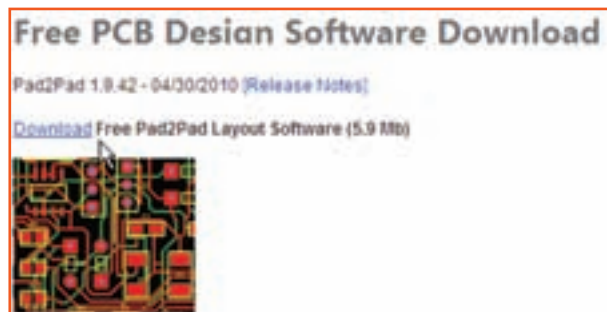 Free PCB Design Software Download
Pad2Pad 1.9.42 - 04/30/2010 [Release Notes]
Download Free Pad2Pad Layout Software (5.9 Mb)